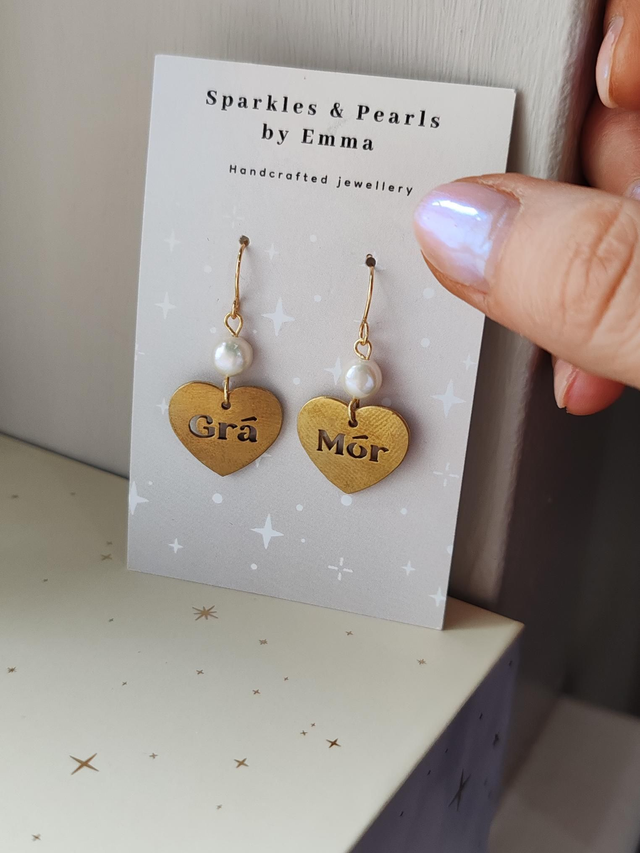 Sparkles & Pearls
by Emma
Handcrafted jewellery
Grá
Mór